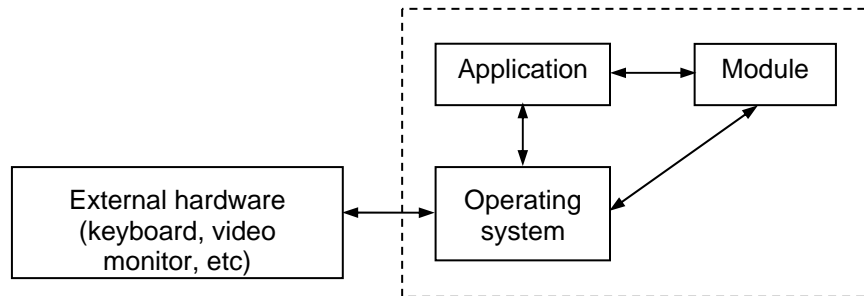 Application
Module
External hardware
(keyboard, video
monitor, etc)
Operating
system